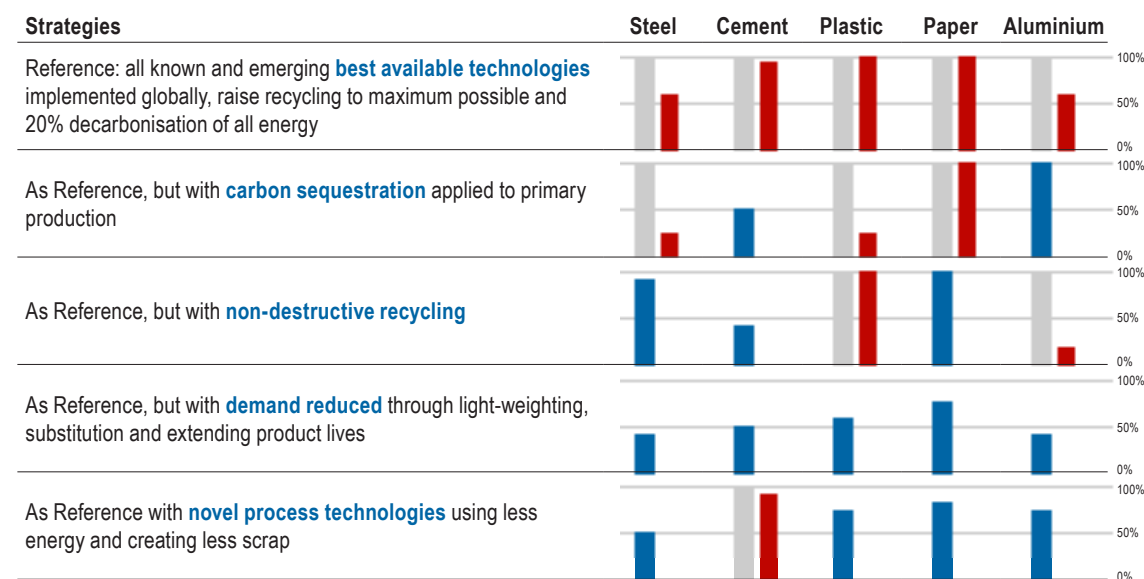 Strategies Steel Cement Plastic Paper Aluminium
Reference: all known and emerging best available technologies
implemented globally, raise recycling to maximum possible and
20% decarbonisation of all energy
100%
50%
0%
As Reference, but with carbon sequestration applied to primary
production
100%
50%
0%
As Reference, but with non-destructive recycling
100%
50%
0%
As Reference, but with demand reduced through light-weighting,
substitution and extending product lives
100%
50%
0%
As Reference with novel process technologies using less
energy and creating less scrap
100%
50%
0%